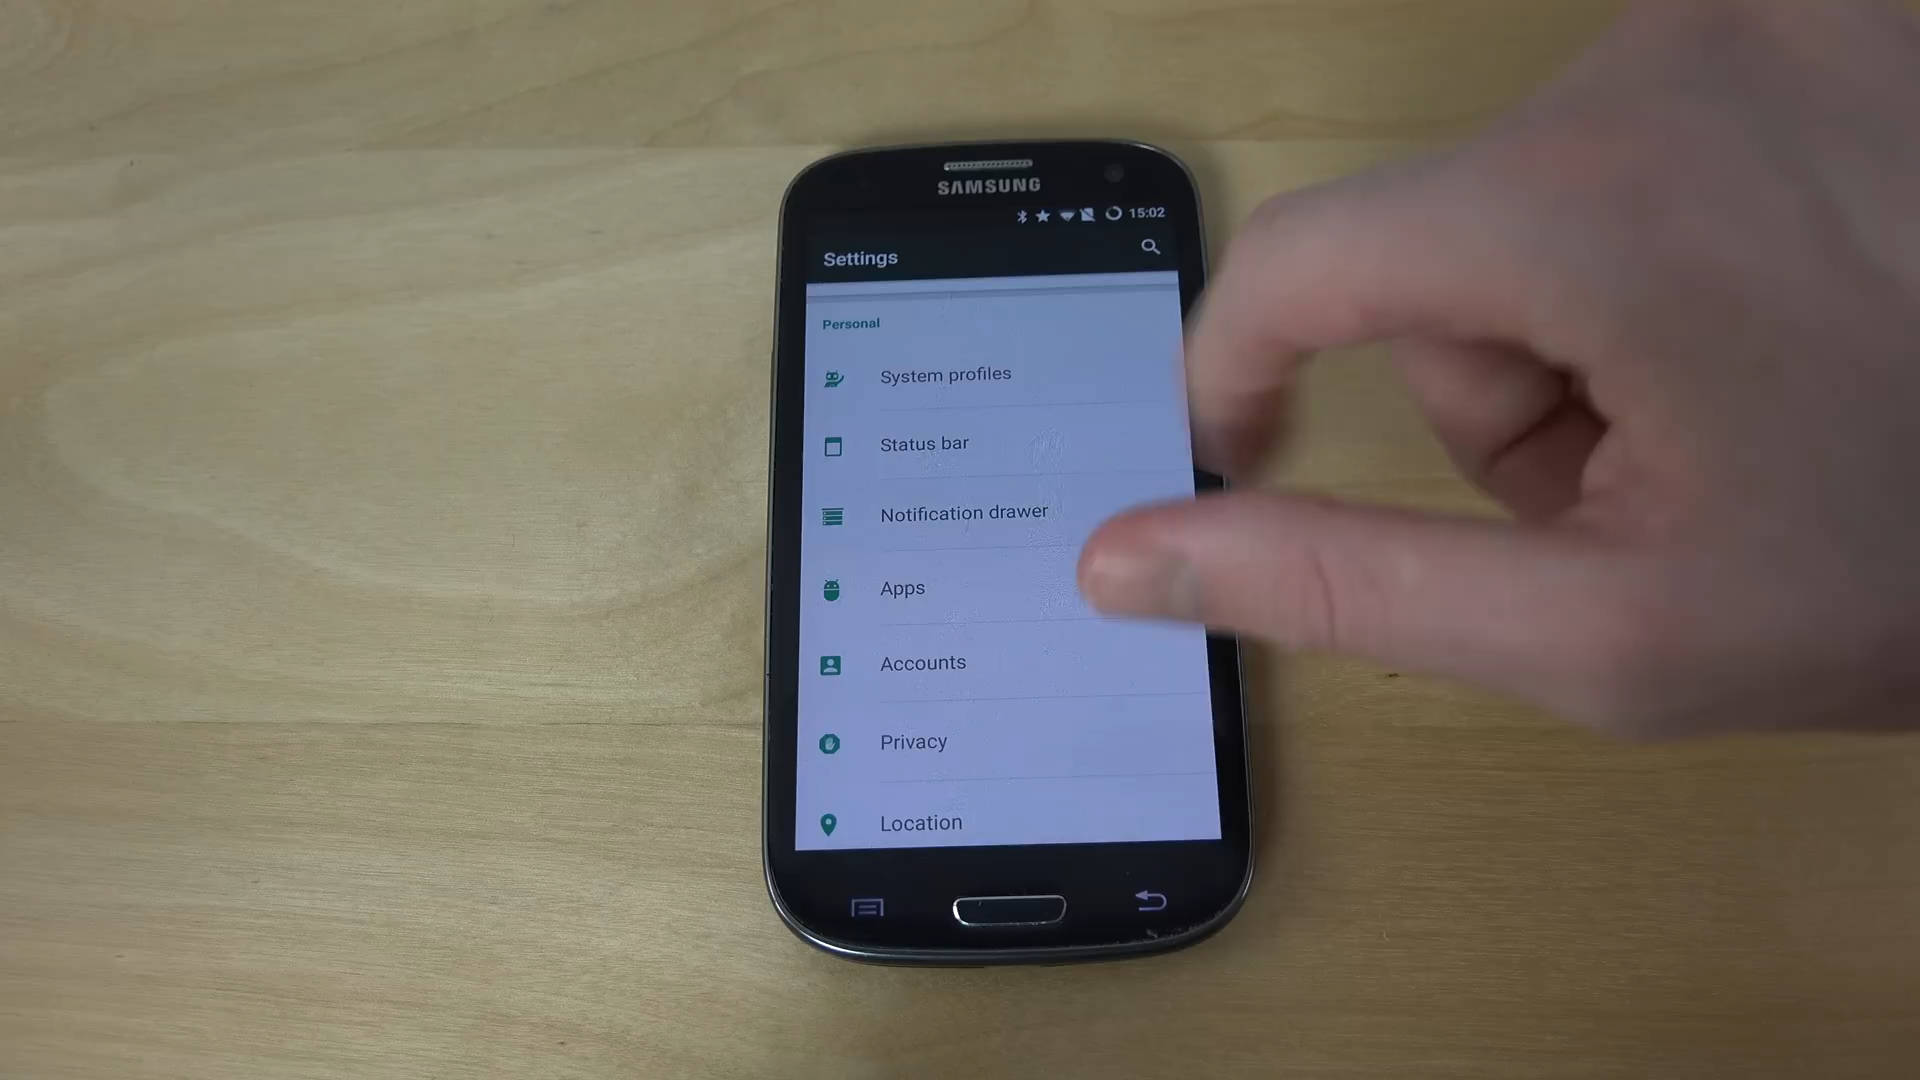 SAMSUNG
15:02
Settings
Personal
System profiles
Status bar
Notification drawer
Apps
Accounts
Privacy
Location